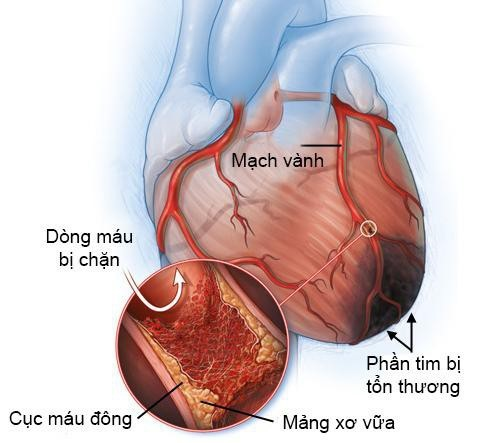 Mạch vành
Dòng máu
bị chặn
Phần tim bị
tổn thương
Cục máu đông
Mảng xơ vữa